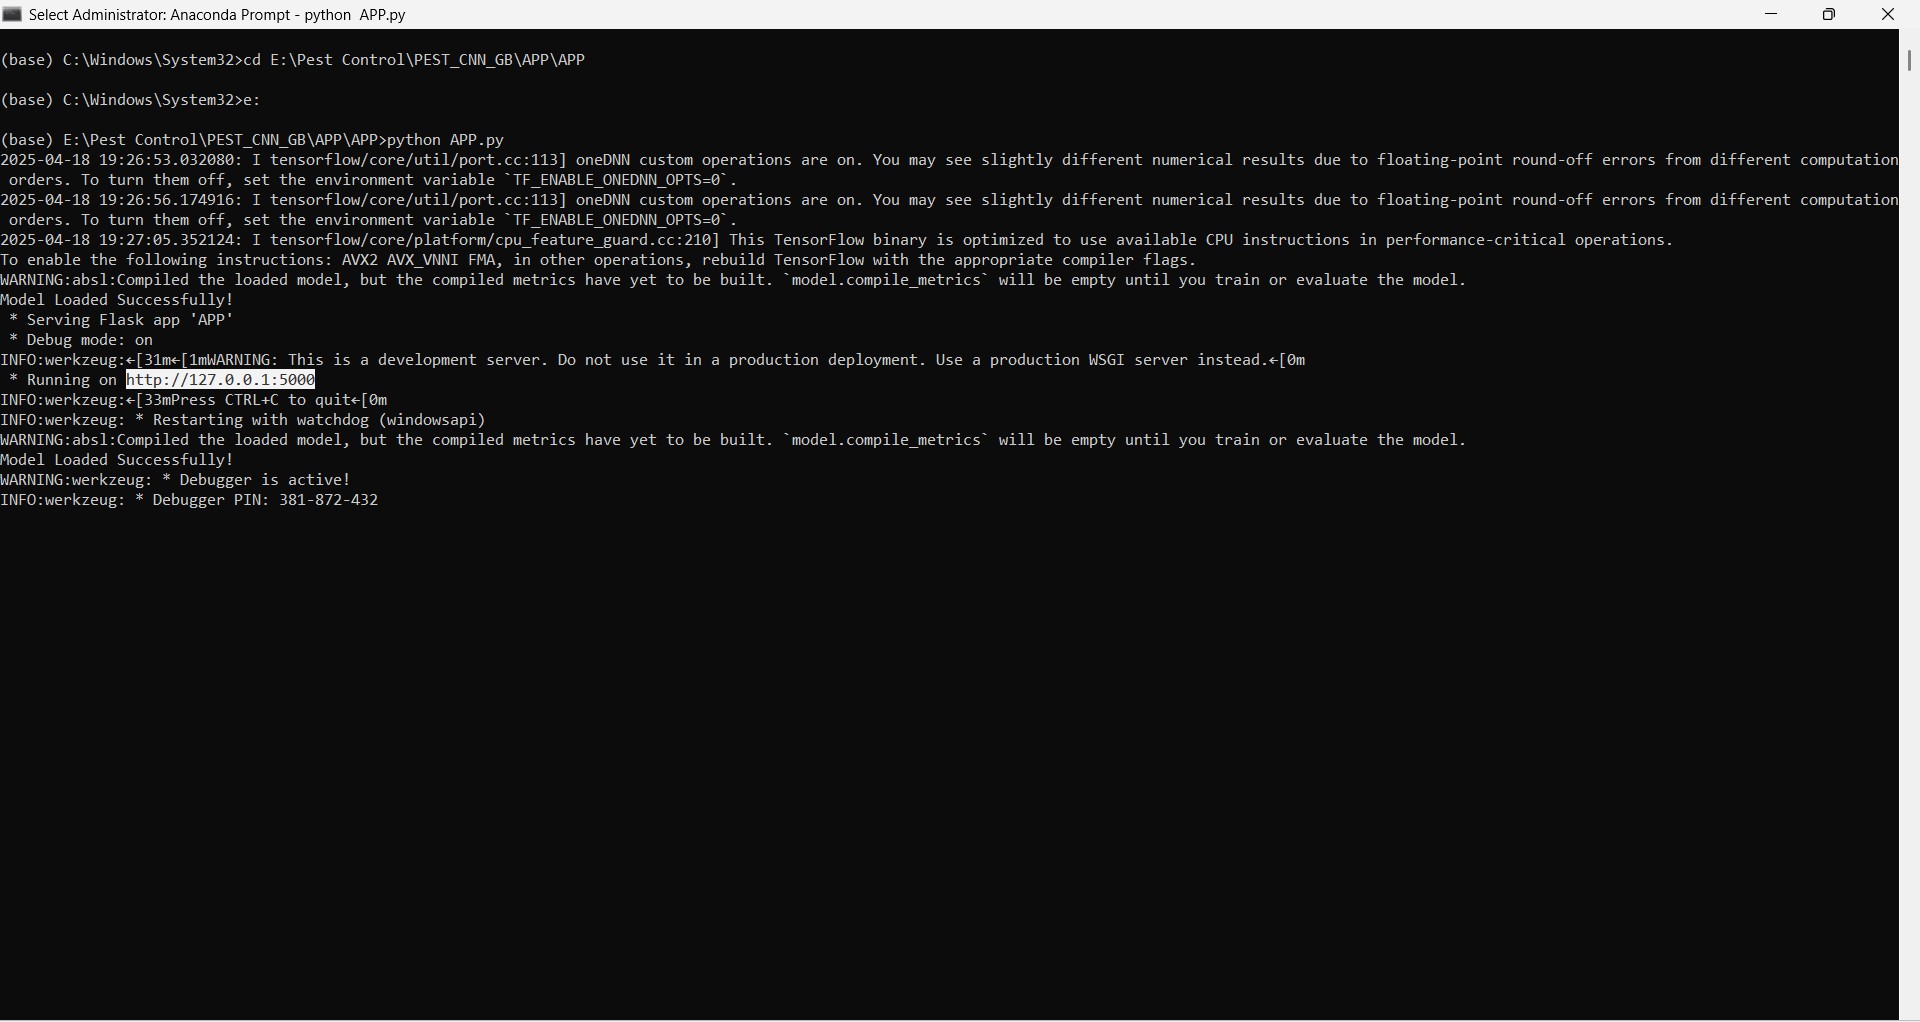 Select Administrator: Anaconda Prompt - python  APP.py
(base) C:\Windows\System32>cd E:\Pest Control\PEST_CNN_GB\APP\APP
(base) C:\Windows\System32>e:
(base) E:\Pest Control\PEST_CNN_GB\APP\APP>python APP.py
2025-04-18 19:26:53.032080: I tensorflow/core/util/port.cc:113] oneDNN custom operations are on. You may see slightly different numerical results due to floating-point round-off errors from different computation
 orders. To turn them off, set the environment variable `TF_ENABLE_ONEDNN_OPTS=0`.
2025-04-18 19:26:56.174916: I tensorflow/core/util/port.cc:113] oneDNN custom operations are on. You may see slightly different numerical results due to floating-point round-off errors from different computation
 orders. To turn them off, set the environment variable `TF_ENABLE_ONEDNN_OPTS=0`.
2025-04-18 19:27:05.352124: I tensorflow/core/platform/cpu_feature_guard.cc:210] This TensorFlow binary is optimized to use available CPU instructions in performance-critical operations.
To enable the following instructions: AVX2 AVX_VNNI FMA, in other operations, rebuild TensorFlow with the appropriate compiler flags.
WARNING:absl:Compiled the loaded model, but the compiled metrics have yet to be built. `model.compile_metrics` will be empty until you train or evaluate the model.
Model Loaded Successfully!
 * Serving Flask app 'APP'
 * Debug mode: on
INFO:werkzeug:←[31m←[1mWARNING: This is a development server. Do not use it in a production deployment. Use a production WSGI server instead.←[0m
 * Running on http://127.0.0.1:5000
INFO:werkzeug:←[33mPress CTRL+C to quit←[0m
INFO:werkzeug: * Restarting with watchdog (windowsapi)
WARNING:absl:Compiled the loaded model, but the compiled metrics have yet to be built. `model.compile_metrics` will be empty until you train or evaluate the model.
Model Loaded Successfully!
WARNING:werkzeug: * Debugger is active!
INFO:werkzeug: * Debugger PIN: 381-872-432